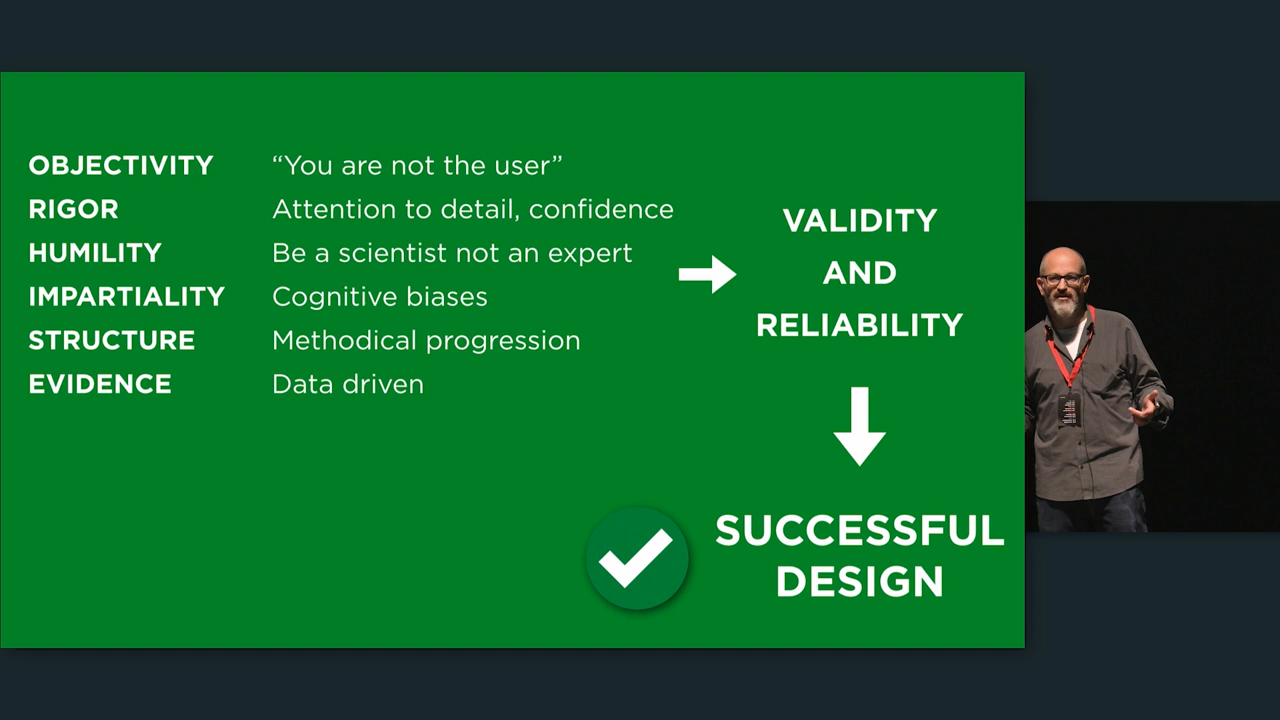 OBJECTIVITY “You are not the user”
RIGOR Attention to detail, confidence
HUMILITY Be a scientist not an expert
IMPARTIALITY Cognitive biases
STRUCTURE Methodical progression
EVIDENCE Data driven
VALIDITY
AND
RELIABILITY
SUCCESSFUL
DESIGN